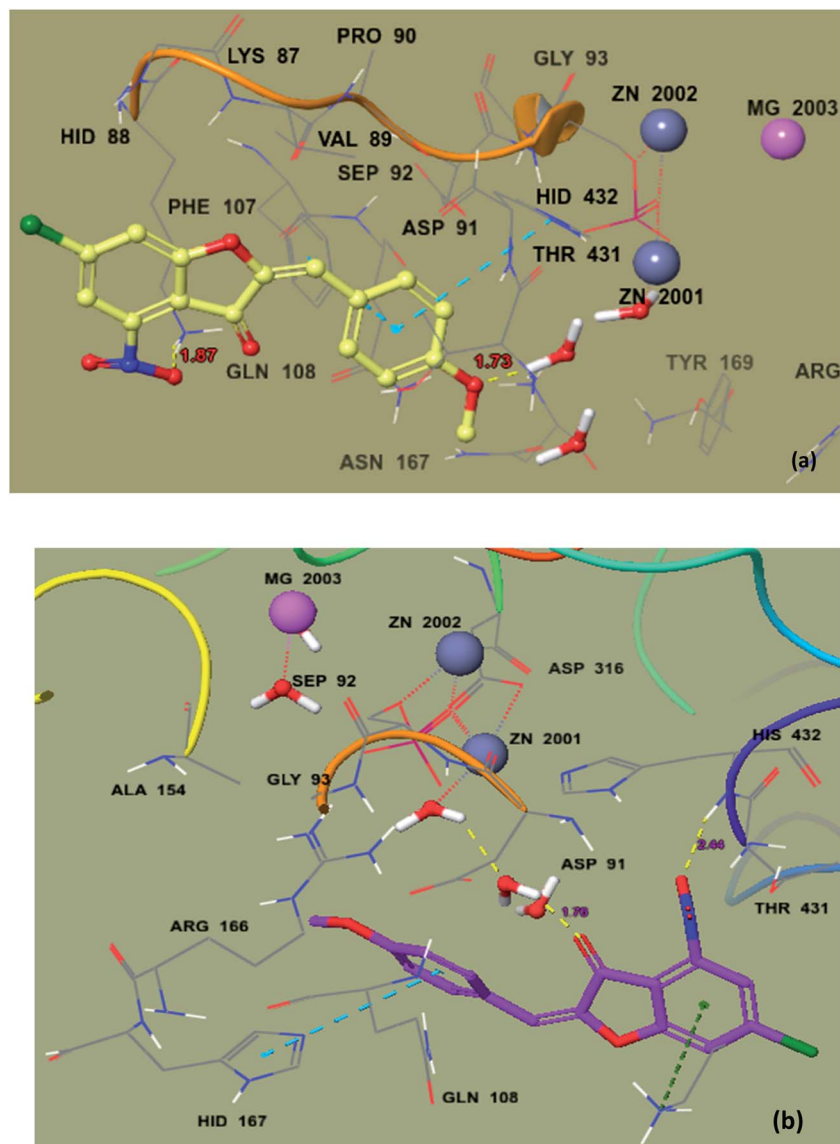 PRO 90
LYS 87
GLY 93
ZN 2002
MG 2003
HID 88
VAL 89
SEP 92
HID 432
PHE 107
ASP 91
THR 431
ZN 2001
1.87
GLN 108
1.73
TYR 169
ARG
ASN 167
(a)
MG 2003
ZN 2002
SEP 92
ASP 316
ZN 2001
HIS 432
ALA 154
GLY 93
2.44
ASP 91
THR 431
1.70
ARG 166
GLN 108
HID 167
(b)